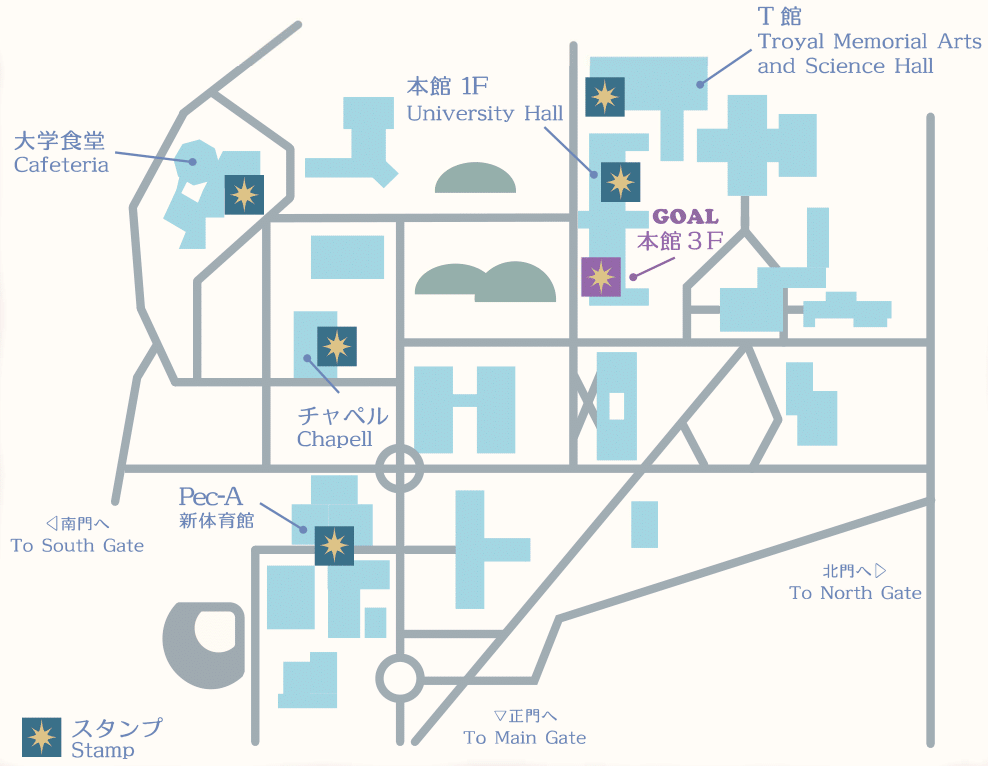 T 館
Troyal Memorial Arts
and Science Hall
本館 1F
University Hall
大学食堂
Cafeteria
GOAL
本館 3F
チャペル
Chapell
Pec-A
新体育館
◁南門へ
To South Gate
北門へ▷
To North Gate
▽正門へ
To Main Gate
スタンプ
Stamp